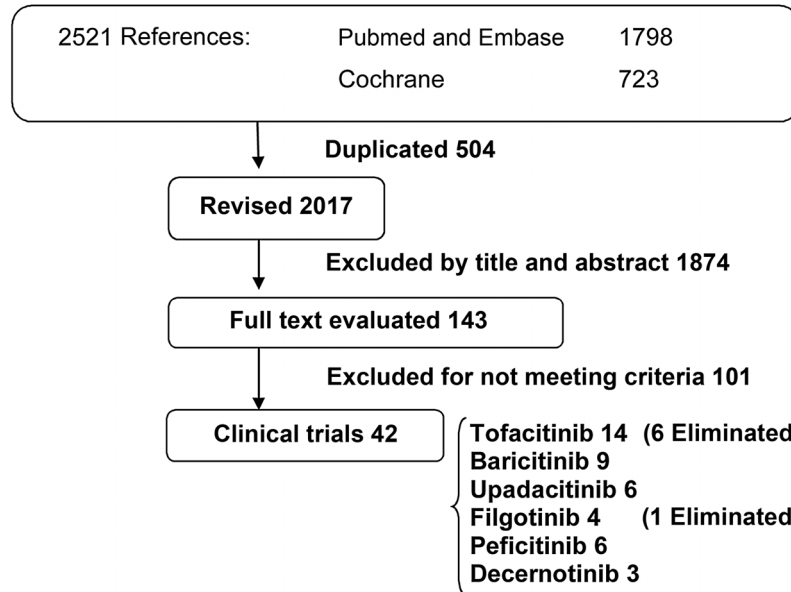 2521 References: Pubmed and Embase 1798
Cochrane 723
Duplicated 504
Revised 2017
Excluded by title and abstract 1874
Full text evaluated 143
Excluded for not meeting criteria 101
Clinical trials 42
Tofacitinib 14 (6 Eliminated
Baricitinib 9
Upadacitinib 6
Filgotinib 4 (1 Eliminated
Peficitinib 6
Decernotinib 3